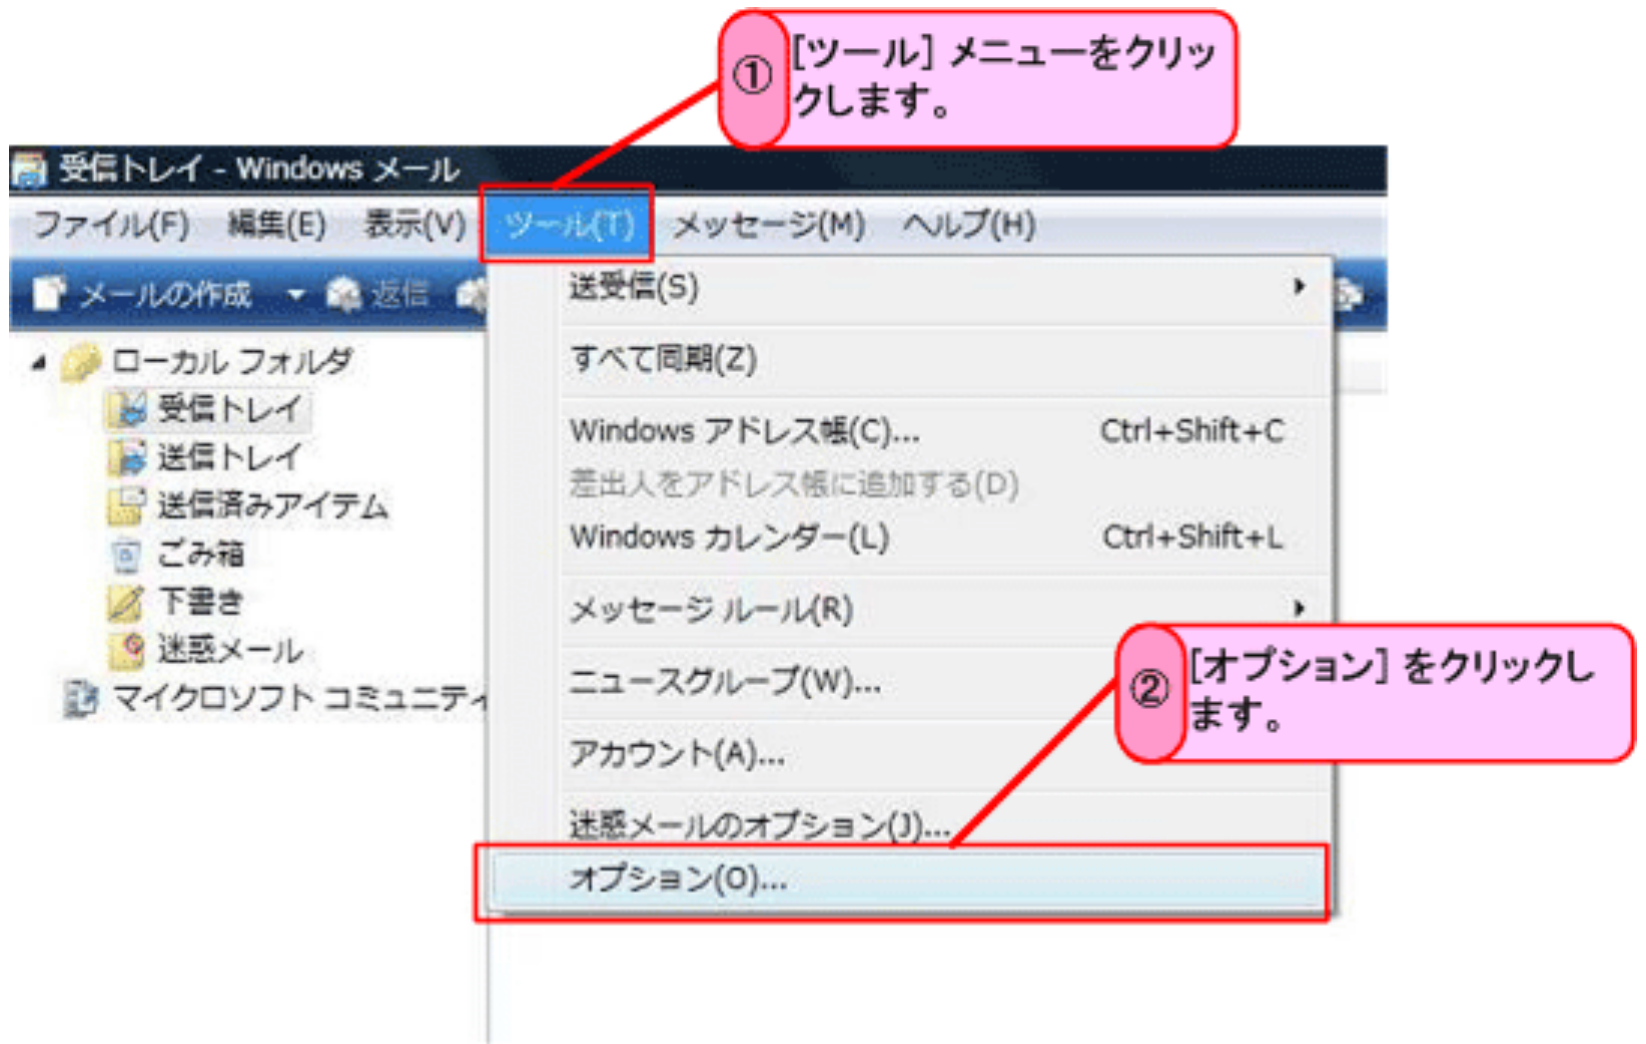 ① [ツール] メニューをクリッ
クします。
受信トレイ - Windows メール
ファイル(F) 編集(E) 表示(V) ツール(T) メッセージ(M) ヘルプ(H)
メールの作成 返信
送受信(S)
すべて同期(Z)
Windows アドレス帳(C)... Ctrl+Shift+C
差出人をアドレス帳に追加する(D)
Windows カレンダー(L) Ctrl+Shift+L
メッセージ ルール(R)
ニュースグループ(W)...
アカウント(A)...
迷惑メールのオプション(J)...
オプション(O)...
ローカル フォルダ
受信トレイ
送信トレイ
送信済みアイテム
ごみ箱
下書き
迷惑メール
マイクロソフト コミュニティ
② [オプション] をクリックし
ます。